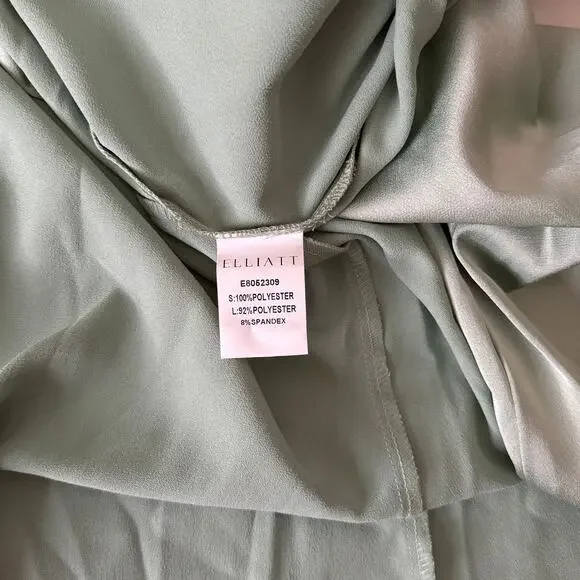 ELLIATT
E8052309
S:100%POLYESTER
L:92%POLYESTER
8%SPANDEX